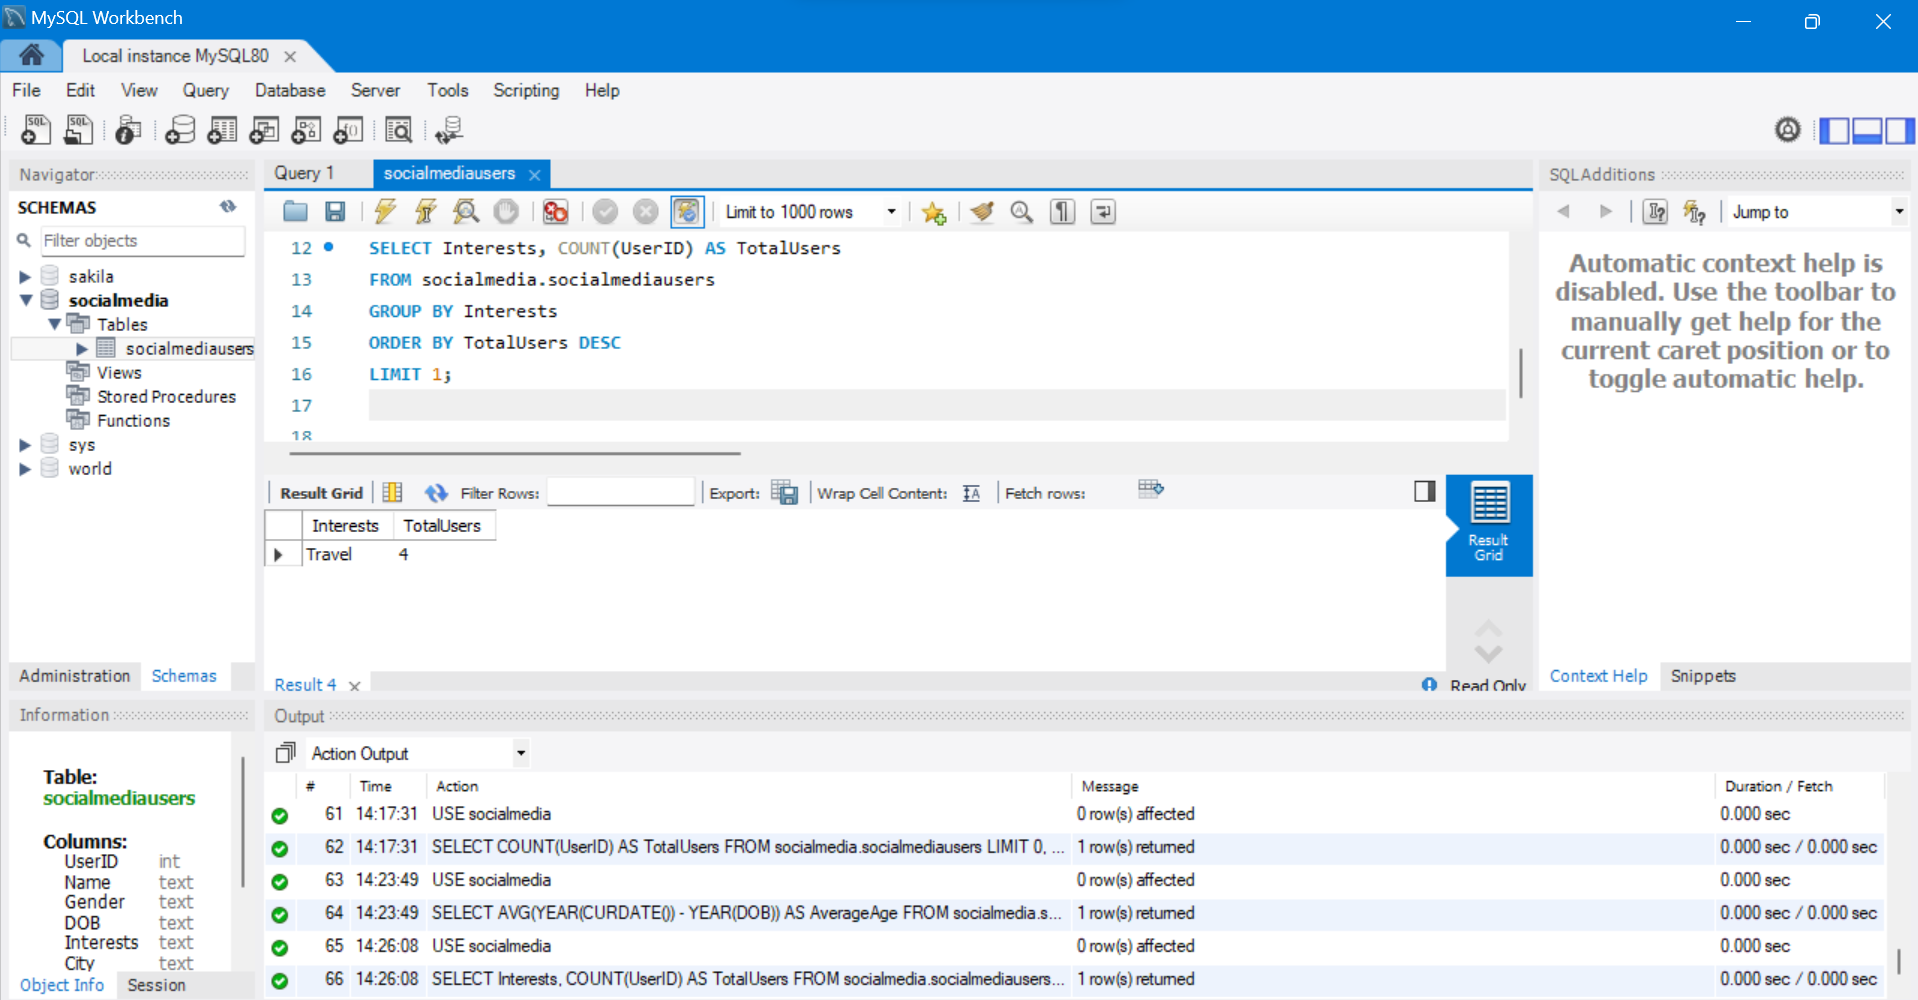 MySQL Workbench
Local instance MySQL80
File Edit View Query Database Server Tools Scripting Help
Navigator
SCHEMAS
Filter objects
sakila
socialmedia
Tables
socialmediausers
Views
Stored Procedures
Functions
sys
world
Administration Schemas
Query 1 socialmediausers
Limit to 1000 rows
12 SELECT Interests, COUNT(UserID) AS TotalUsers
13 FROM socialmedia.socialmediausers
14 GROUP BY Interests
15 ORDER BY TotalUsers DESC
16 LIMIT 1;
17
18
Result Grid Filter Rows: Export: Wrap Cell Content: Fetch rows:
Interests TotalUsers
Travel 4
Result
Grid
Result 4 Read Only
SQLAdditions
Jump to
Automatic context help is
disabled. Use the toolbar to
manually get help for the
current caret position or to
toggle automatic help.
Context Help Snippets
Information
Table:
socialmediausers
Columns:
UserID int
Name text
Gender text
DOB text
Interests text
City text
Object Info Session
Output
Action Output
# Time Action Message Duration / Fetch
61 14:17:31 USE socialmedia 0 row(s) affected 0.000 sec
62 14:17:31 SELECT COUNT(UserID) AS TotalUsers FROM socialmedia.socialmediausers LIMIT 0, ... 1 row(s) returned 0.000 sec / 0.000 sec
63 14:23:49 USE socialmedia 0 row(s) affected 0.000 sec
64 14:23:49 SELECT AVG(YEAR(CURDATE()) - YEAR(DOB)) AS AverageAge FROM socialmedia.s... 1 row(s) returned 0.000 sec / 0.000 sec
65 14:26:08 USE socialmedia 0 row(s) affected 0.000 sec
66 14:26:08 SELECT Interests, COUNT(UserID) AS TotalUsers FROM socialmedia.socialmediausers... 1 row(s) returned 0.000 sec / 0.000 sec